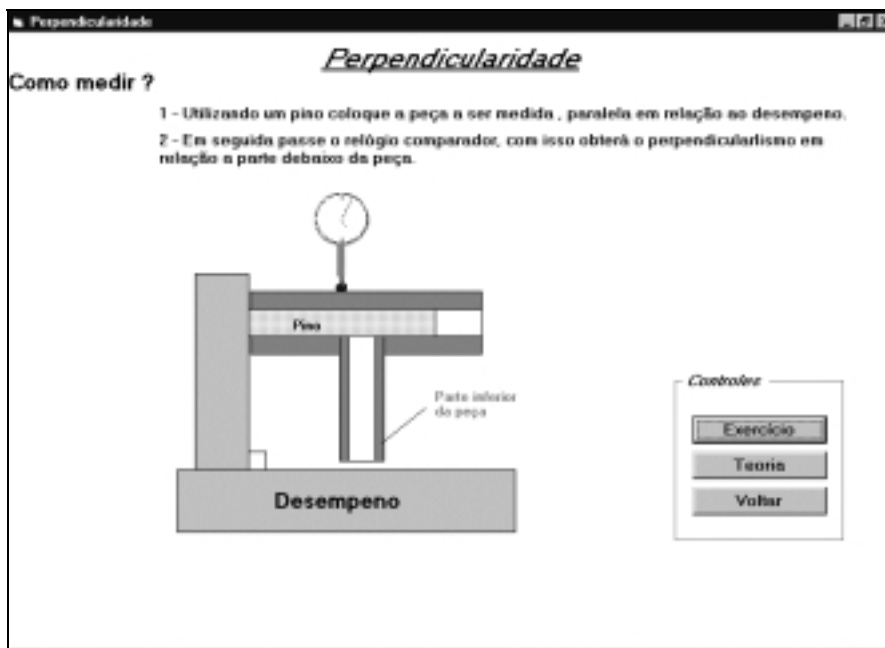 Perpendicularidade
Perpendicularidade
Como medir ?
1 - Utilizando um pino coloque a peça a ser medida , paralela em relação ao desempeno.
2 - Em seguida passe o relógio comparador, com isso obterá o perpendicularlismo em
relação a parte debaixo da peça.
Pino
Parte inferior
da peça
Desempeno
Controles
Exercício
Teoria
Voltar